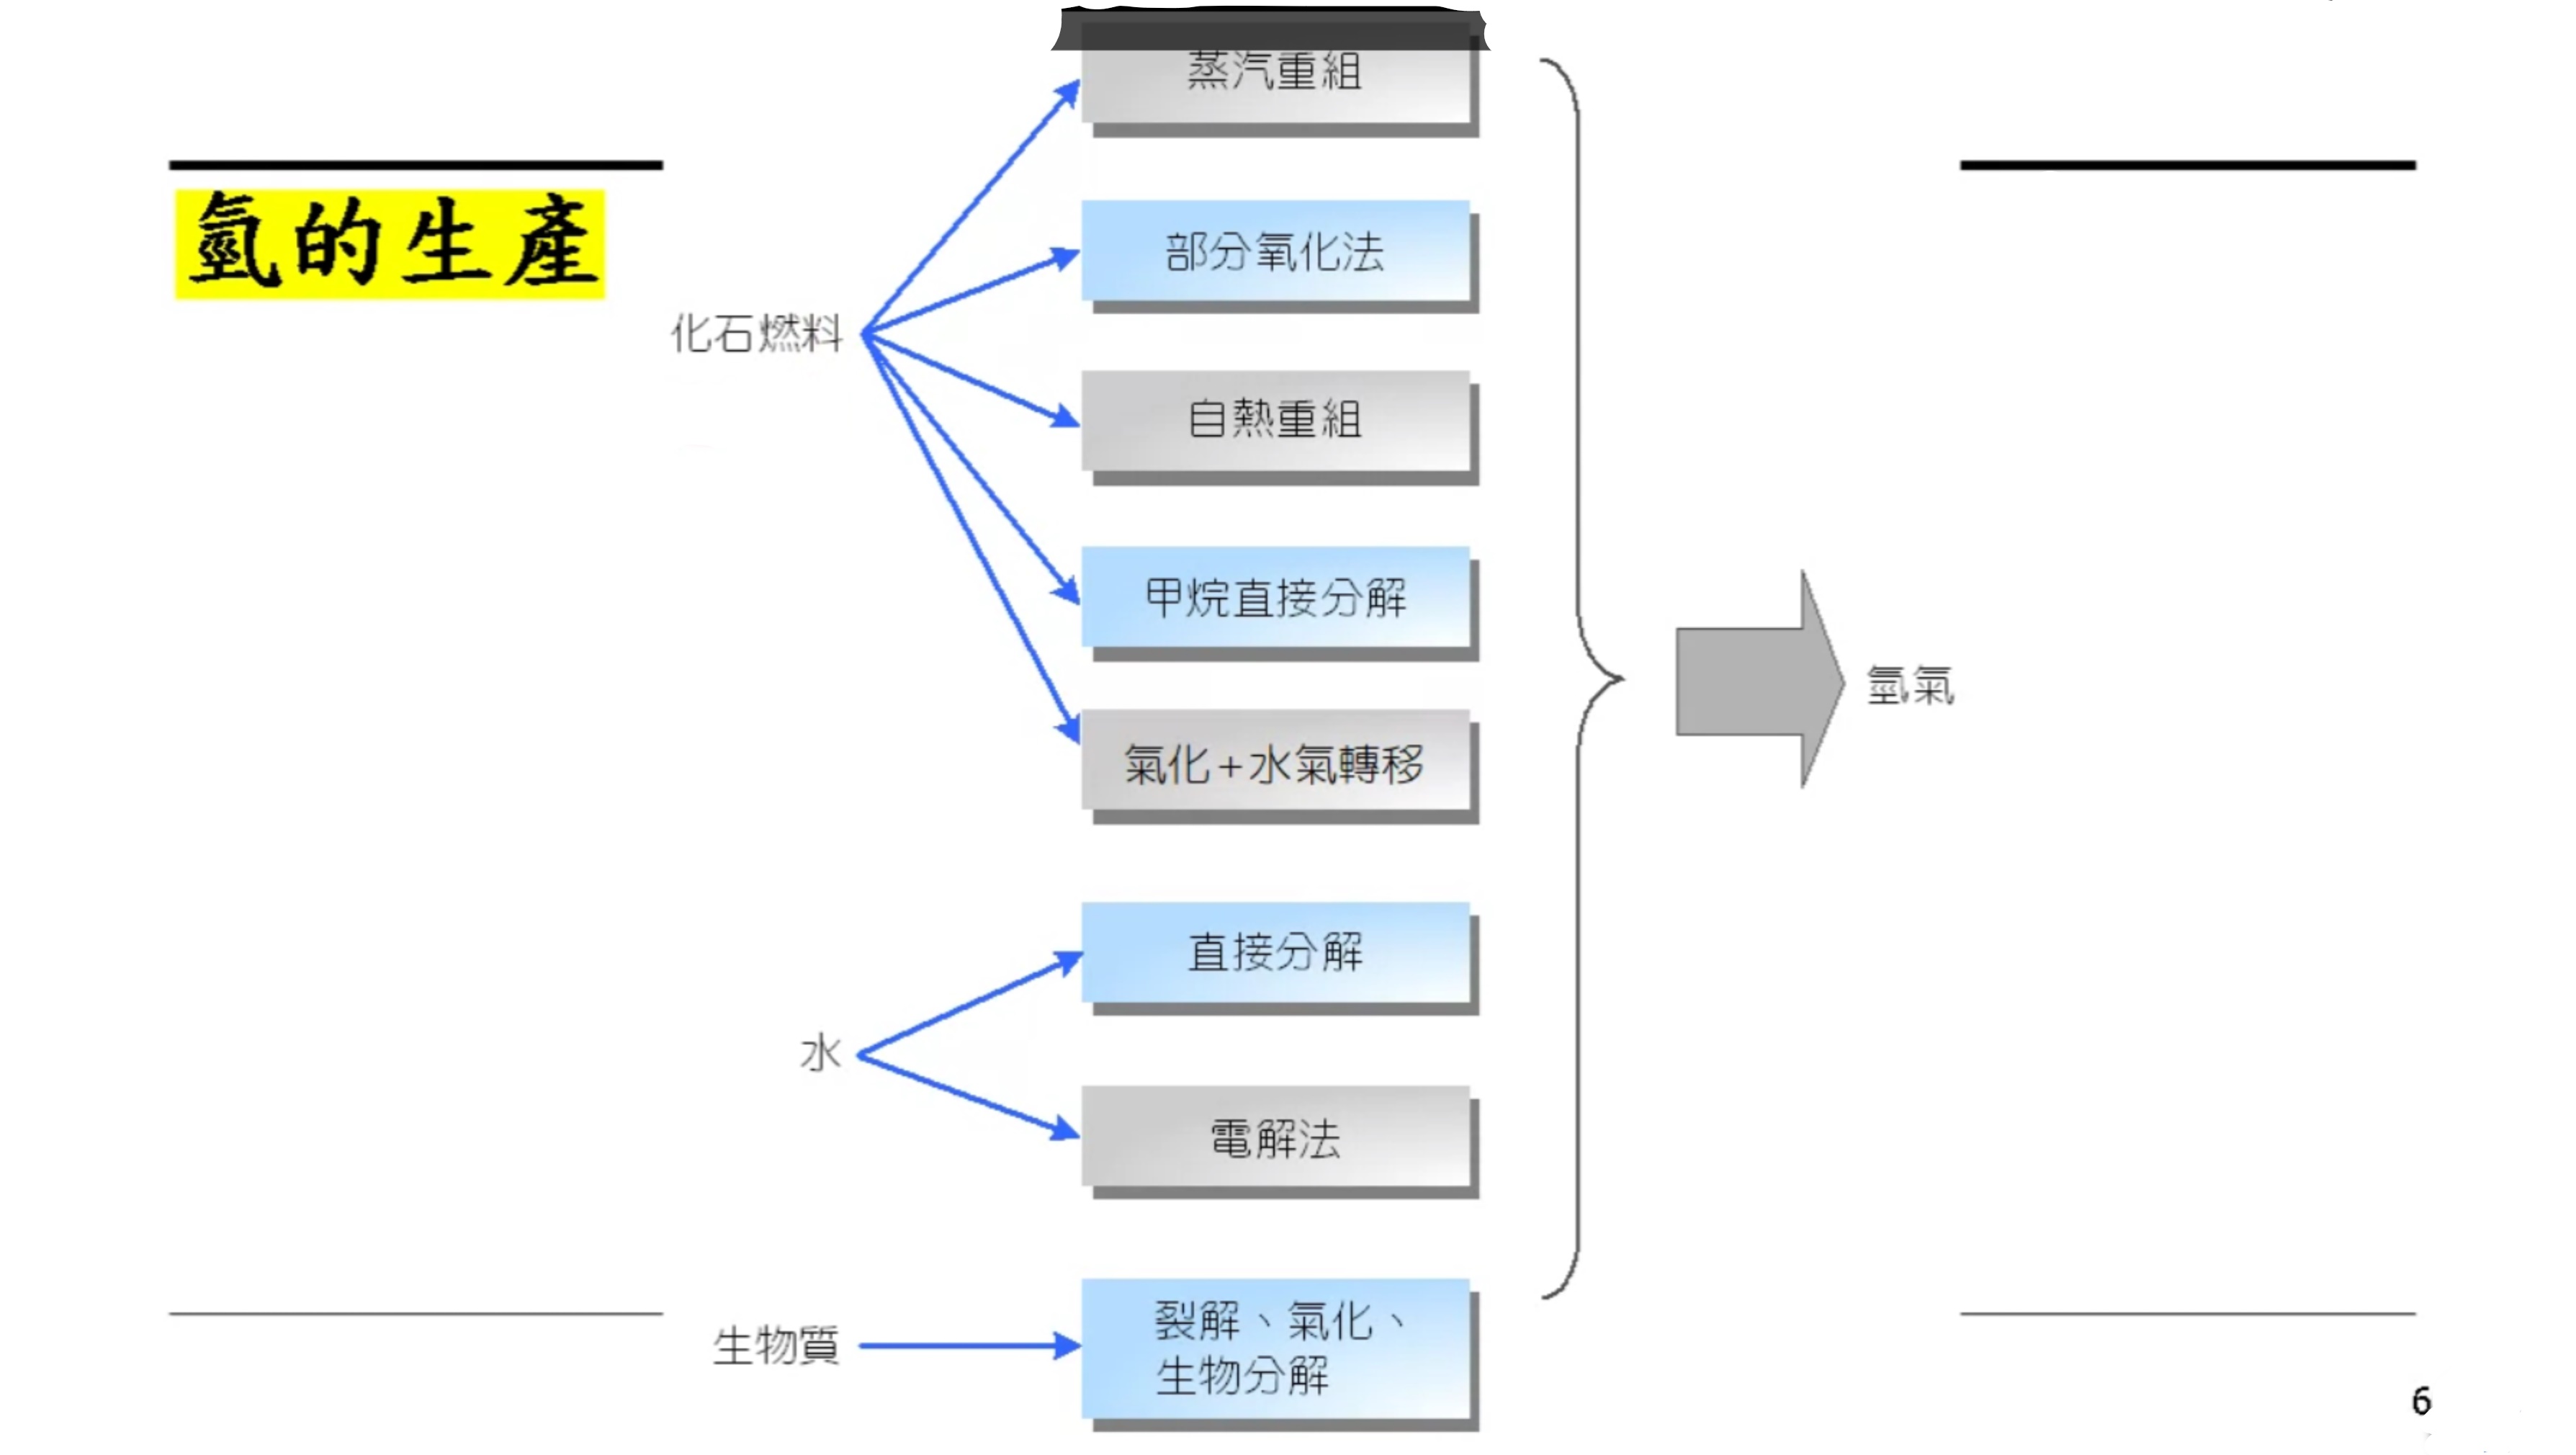 氫的生產
化石燃料
蒸汽重組
部分氧化法
自熱重組
甲烷直接分解
氣化+水氣轉移
水
直接分解
電解法
生物質
裂解、氣化、
生物分解
氫氣
6